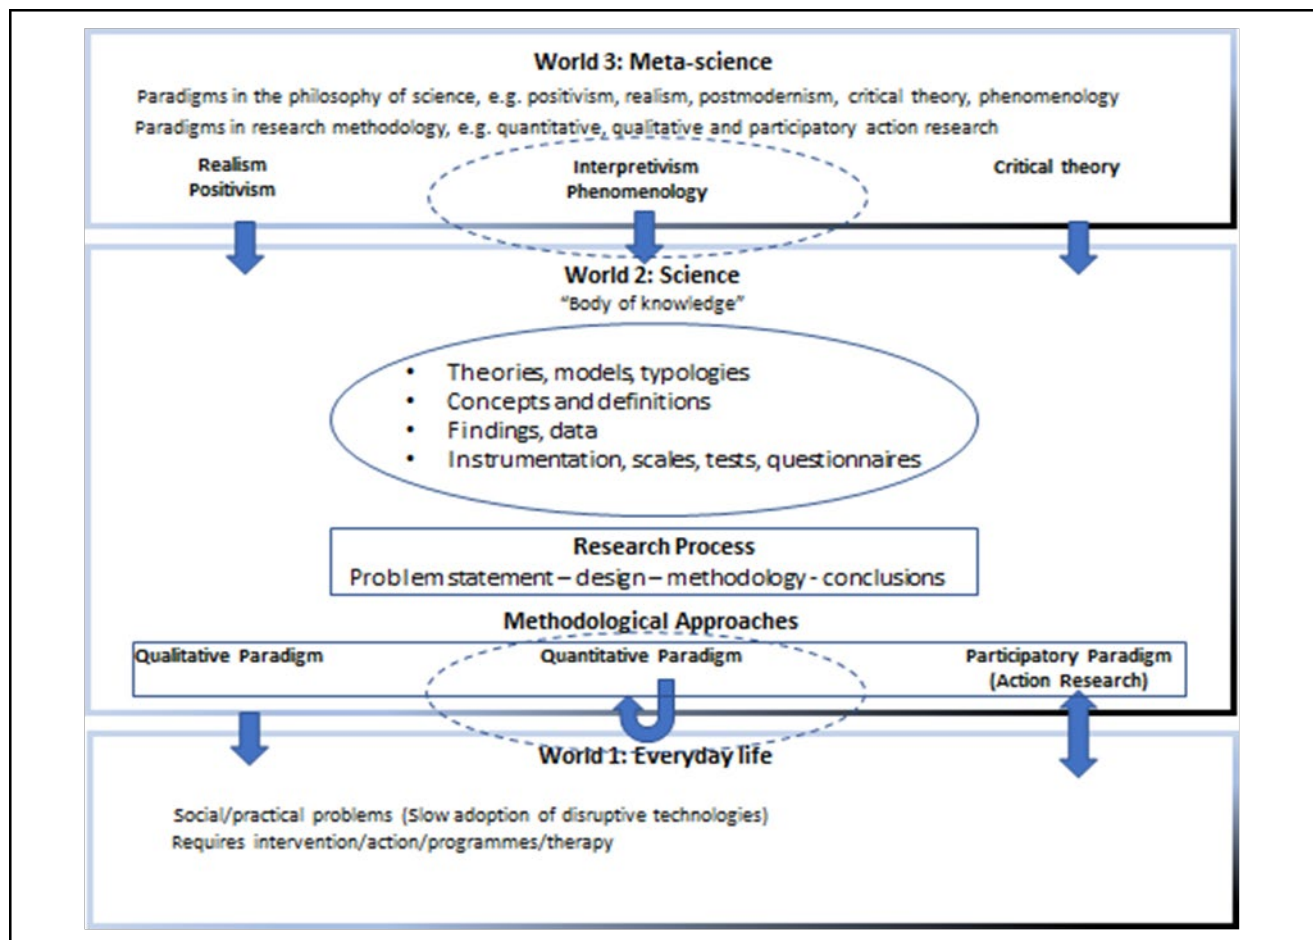 World 3: Meta-science
Paradigms in the philosophy of science, e.g. positivism, realism, postmodernism, critical theory, phenomenology
Paradigms in research methodology, e.g. quantitative, qualitative and participatory action research
Realism
Positivism
Interpretivism
Phenomenology
Critical theory
World 2: Science
“Body of knowledge”
• Theories, models, typologies
• Concepts and definitions
• Findings, data
• Instrumentation, scales, tests, questionnaires
Research Process
Problem statement – design – methodology - conclusions
Methodological Approaches
Qualitative Paradigm
Quantitative Paradigm
Participatory Paradigm
(Action Research)
World 1: Everyday life
Social/practical problems (Slow adoption of disruptive technologies)
Requires intervention/action/programmes/therapy